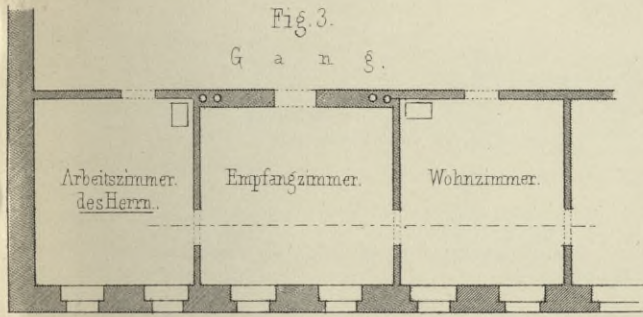 Fig. 3.
G a n g.
Arbeitszimmer.
des Herrn.
Empfangzimmer.
Wohnzimmer.